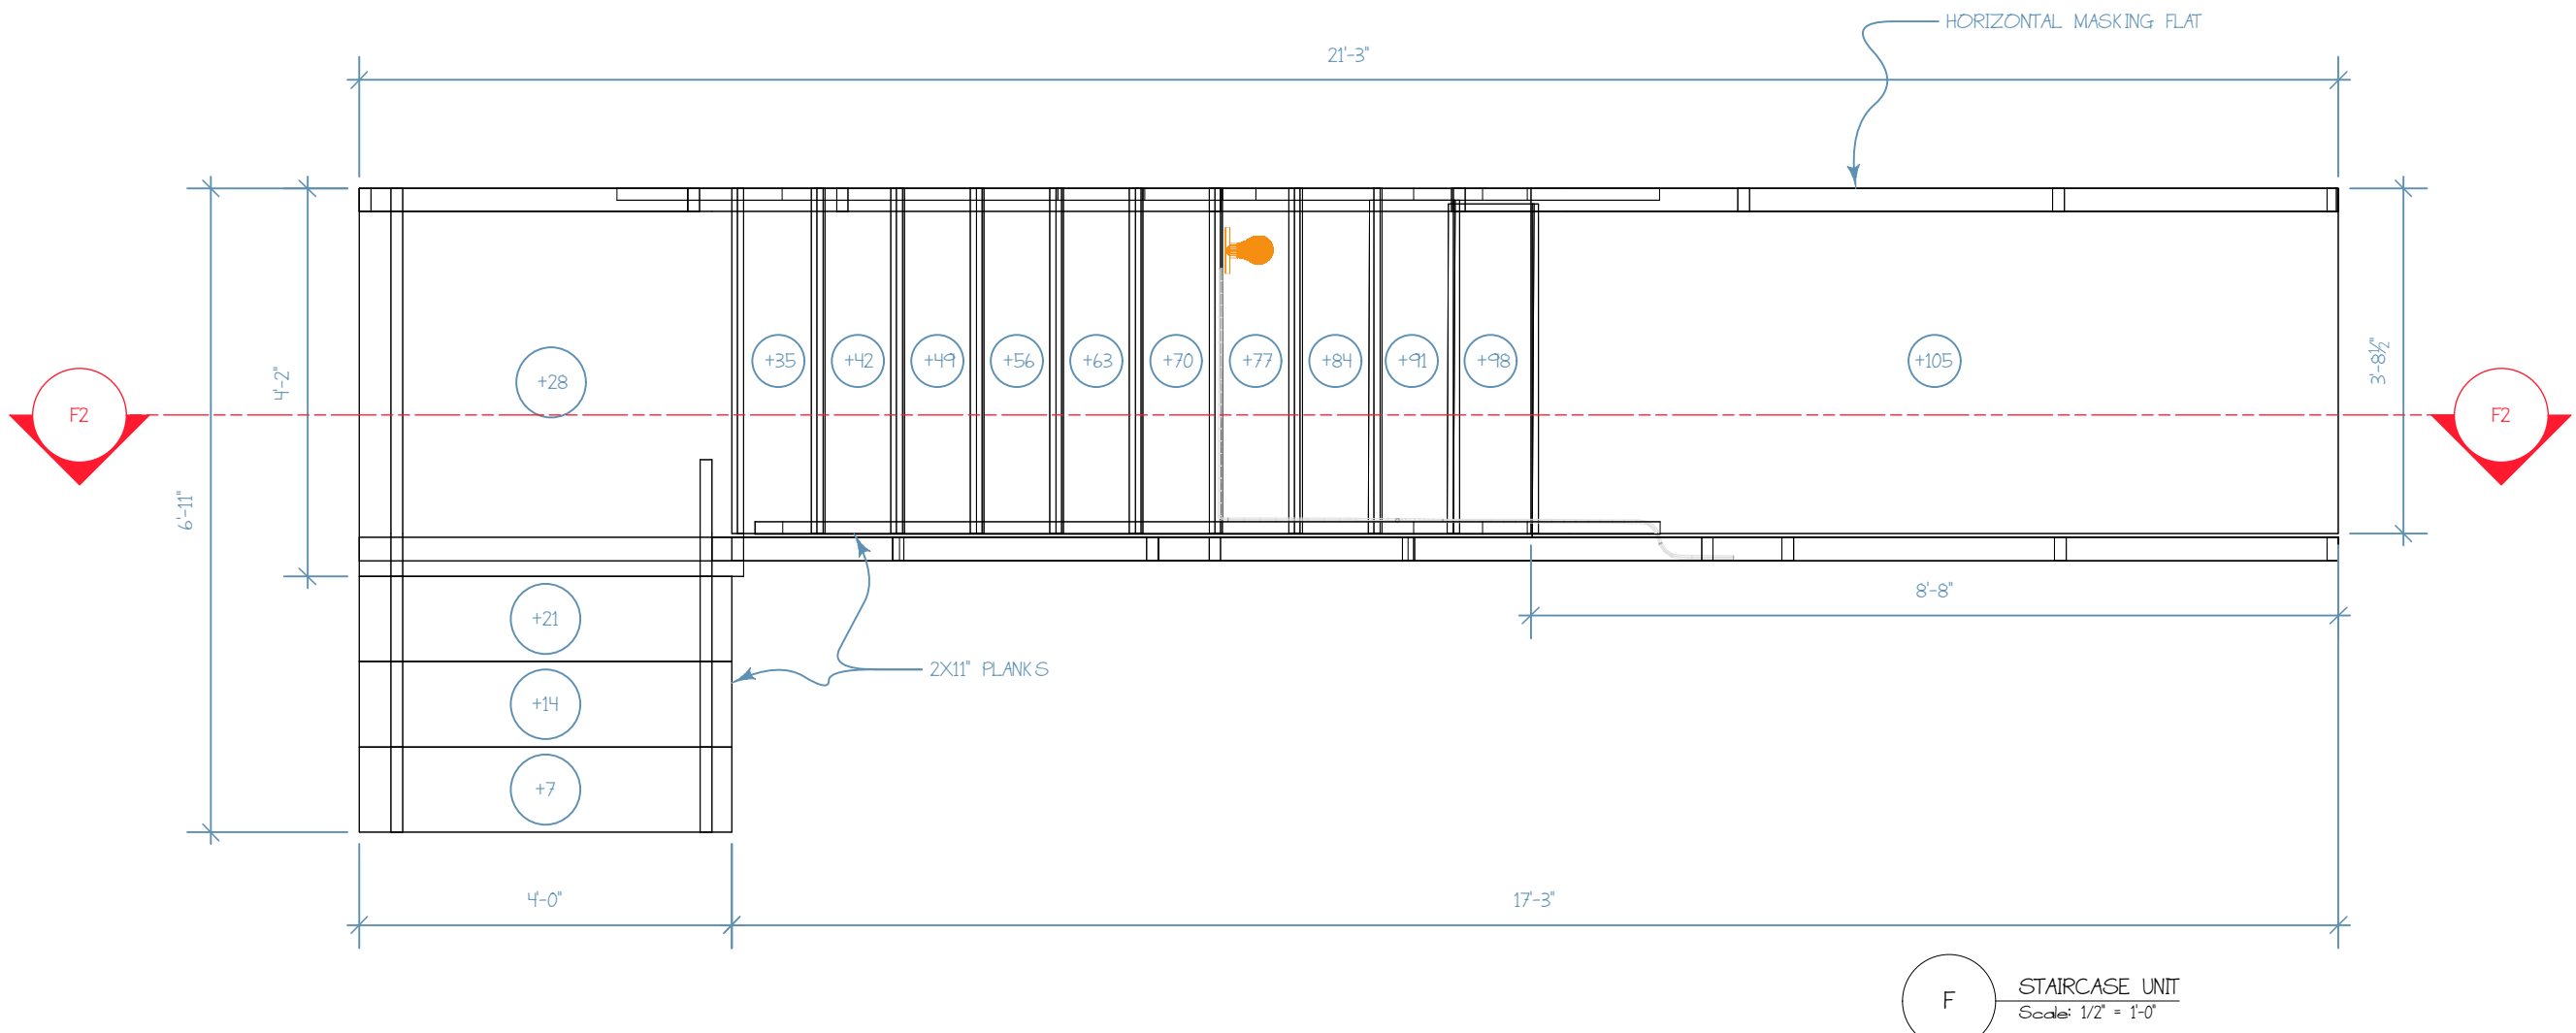 HORIZONTAL MASKING FLAT
21'-3"
+35 +42 +49 +56 +63 +70 +77 +84 +91 +98
+105
3'-8½"
+28
4'-2"
F2
F2
6'-11"
8'-8"
+21
2X11" PLANKS
+14
+7
4'-0"
17'-3"
F
STAIRCASE UNIT
Scale: 1/2" = 1'-0"